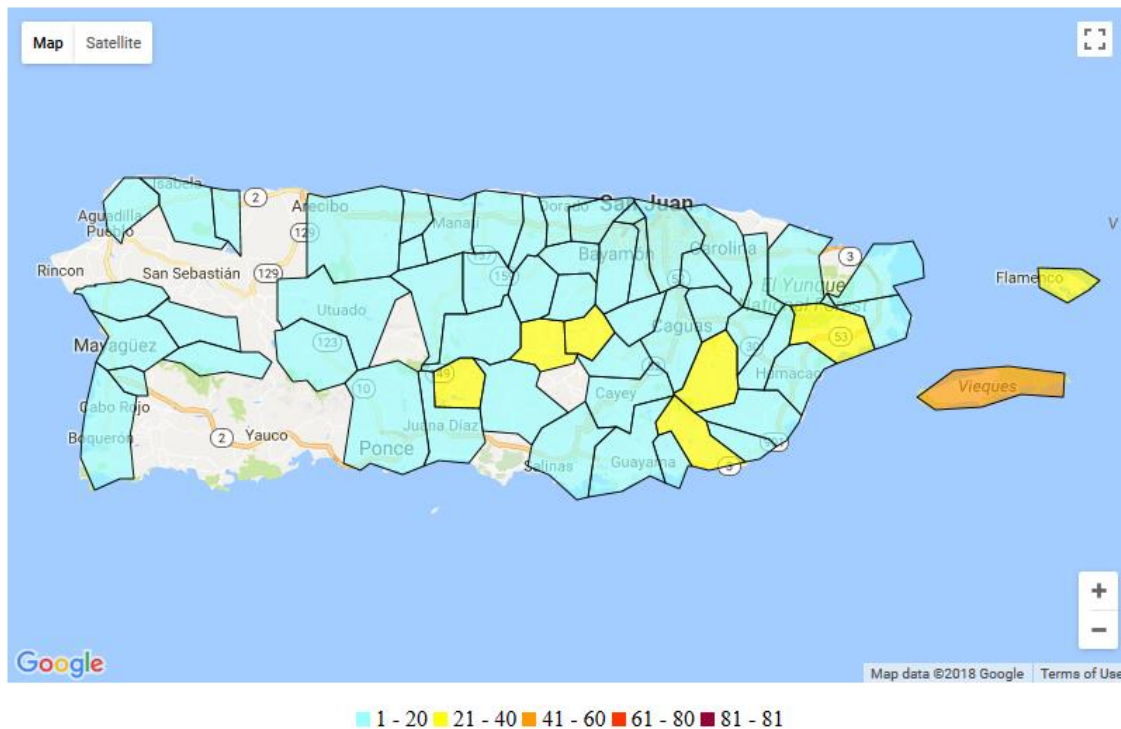 Map Satellite
Isabela
2
Arecibo
San Juan
Dorado
Manatí
Aguadilla
Pueblo
129
Bayamón
Carolina
V
3
Rincon
San Sebastián
129
El Yunque
National Forest
Flamenco
Utuado
Caguas
123
53
Mayagüez
30
Humacao
Vieques
10
Cayey
Cabo Rojo
Juana Díaz
Boquerón
2
Yauco
Ponce
Salinas
Guayama
901
3
+
−
Google
Map data ©2018 Google Terms of Use
1 - 20 21 - 40 41 - 60 61 - 80 81 - 81